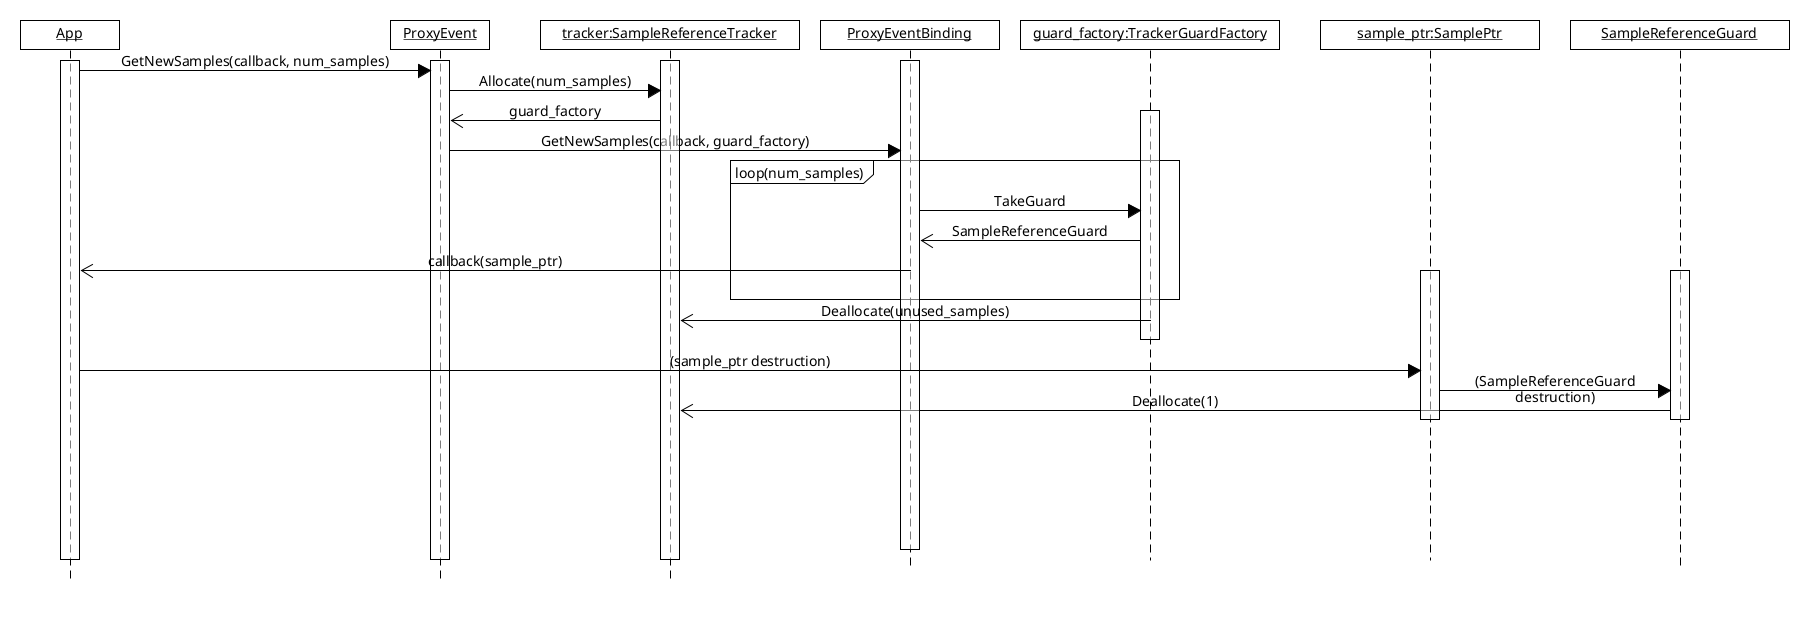 App
ProxyEvent
tracker:SampleReferenceTracker
ProxyEventBinding
guard_factory:TrackerGuardFactory
sample_ptr:SamplePtr
SampleReferenceGuard
GetNewSamples(callback, num_samples)
Allocate(num_samples)
guard_factory
GetNewSamples(callback, guard_factory)
loop(num_samples)
TakeGuard
SampleReferenceGuard
callback(sample_ptr)
Deallocate(unused_samples)
(sample_ptr destruction)
(SampleReferenceGuard
destruction)
Deallocate(1)